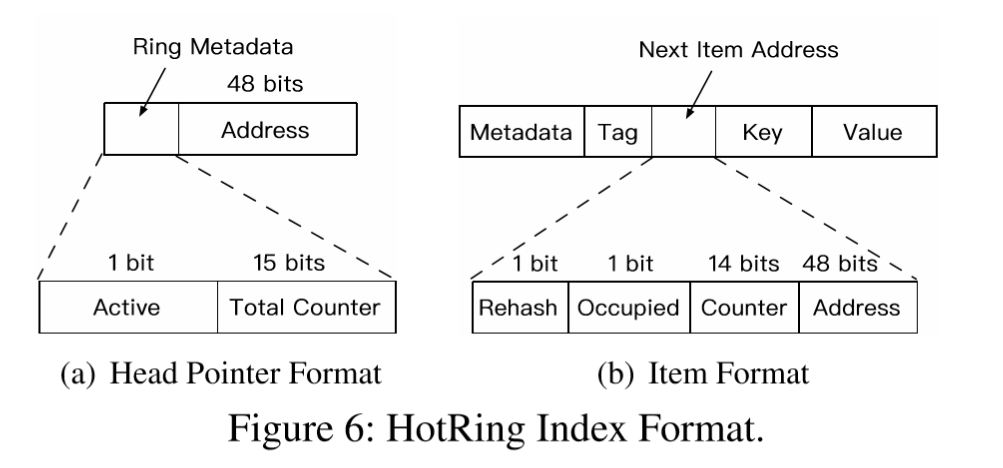 Ring Metadata
48 bits
Address
1 bit
15 bits
Active
Total Counter
(a) Head Pointer Format
Next Item Address
Metadata
Tag
Key
Value
1 bit
1 bit
14 bits
48 bits
Rehash
Occupied
Counter
Address
(b) Item Format
Figure 6: HotRing Index Format.